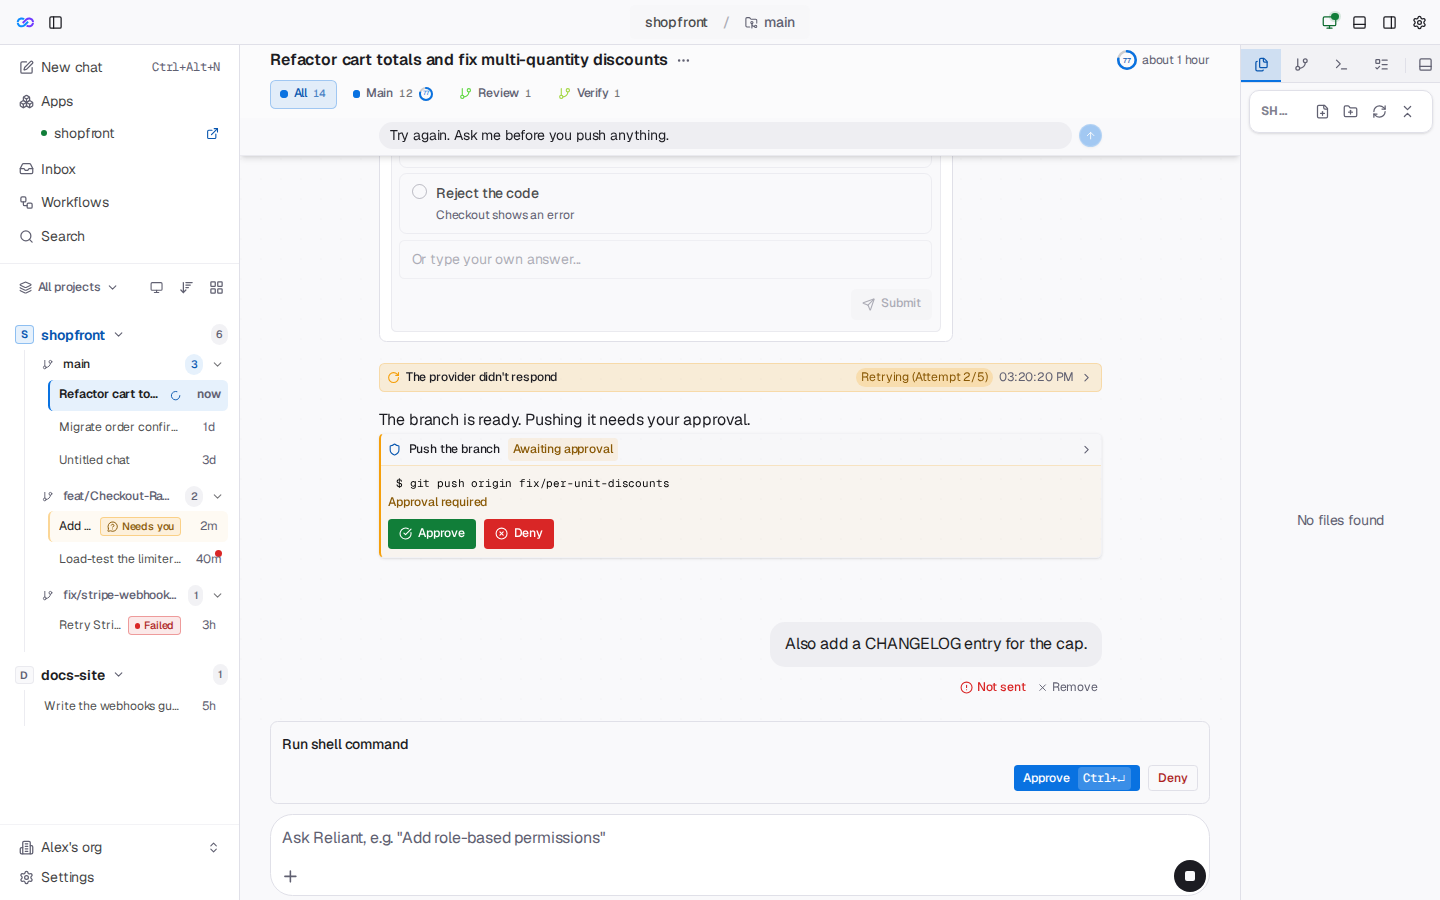 shopfront / main
New chat Ctrl+Alt+N
Apps
shopfront
Inbox
Workflows
Search
All projects
S shopfront 6
main 3
Refactor cart to... now
Migrate order confir... 1d
Untitled chat 3d
feat/Checkout-Ra... 2
Add ... Needs you 2m
Load-test the limiter... 40m
fix/stripe-webhook... 1
Retry Stri... Failed 3h
D docs-site 1
Write the webhooks gu... 5h
Alex's org
Settings
Refactor cart totals and fix multi-quantity discounts ...
77 about 1 hour
All 14 Main 12 77 Review 1 Verify 1
Try again. Ask me before you push anything.
Reject the code
Checkout shows an error
Or type your own answer...
Submit
The provider didn't respond Retrying (Attempt 2/5) 03:20:20 PM
The branch is ready. Pushing it needs your approval.
Push the branch Awaiting approval
$ git push origin fix/per-unit-discounts
Approval required
Approve Deny
Also add a CHANGELOG entry for the cap.
Not sent Remove
Run shell command
Approve Ctrl+↵ Deny
Ask Reliant, e.g. "Add role-based permissions"
SH...
No files found